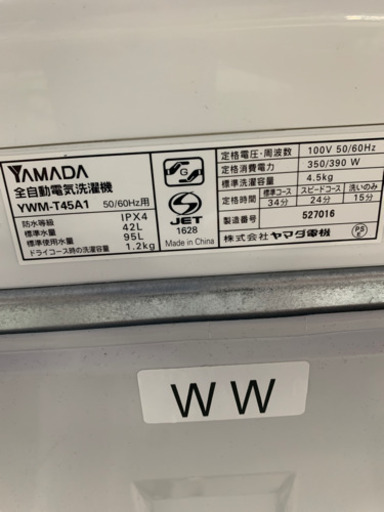 YAMADA
全自動電気洗濯機
YWM-T45A1 50/60Hz用
防水等級 IPX4
標準水量 42L
標準使用水量 95L
ドライコース時の洗濯容量 1.2kg
G
JET
1628
Made in China
定格電圧・周波数 100V 50/60Hz
定格消費電力 350/390 W
標準洗濯容量 4.5kg
標準コース スピードコース 洗いのみ
定格時間 34分 24分 15分
製造番号 527016
株式会社ヤマダ電機
PS
E
WW